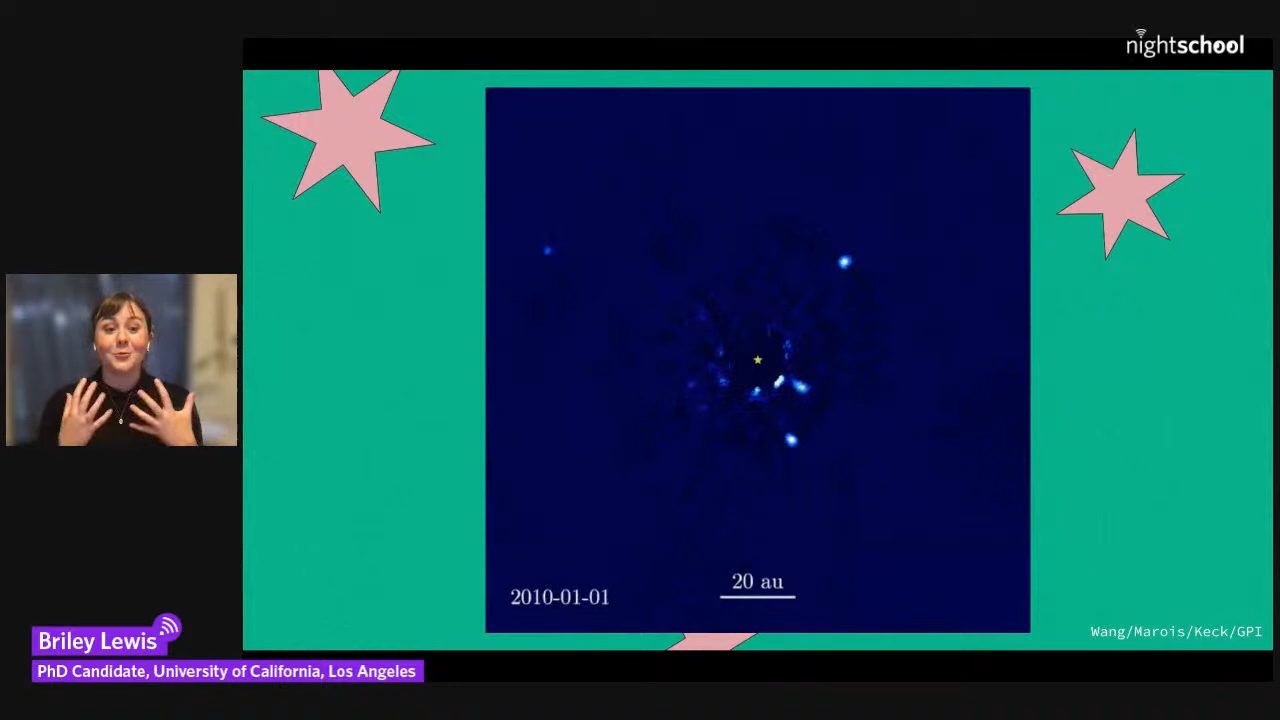 nightschool
20 au
2010-01-01
Wang/Marois/Keck/GPI
Briley Lewis
PhD Candidate, University of California, Los Angeles